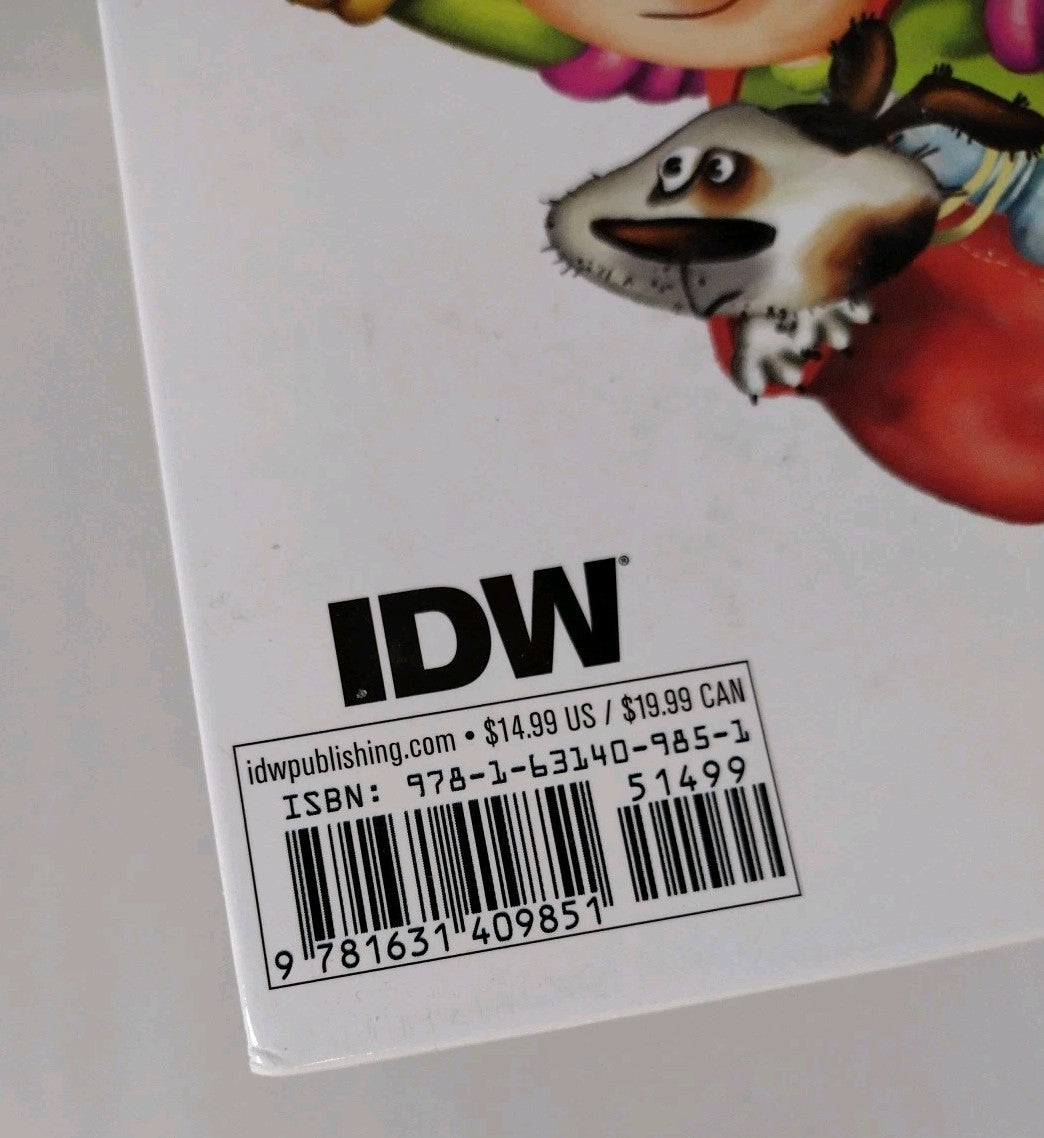 IDW®
idwpublishing.com • $14.99 US / $19.99 CAN
ISBN: 978-1-63140-985-1
51499
9 781631 409851